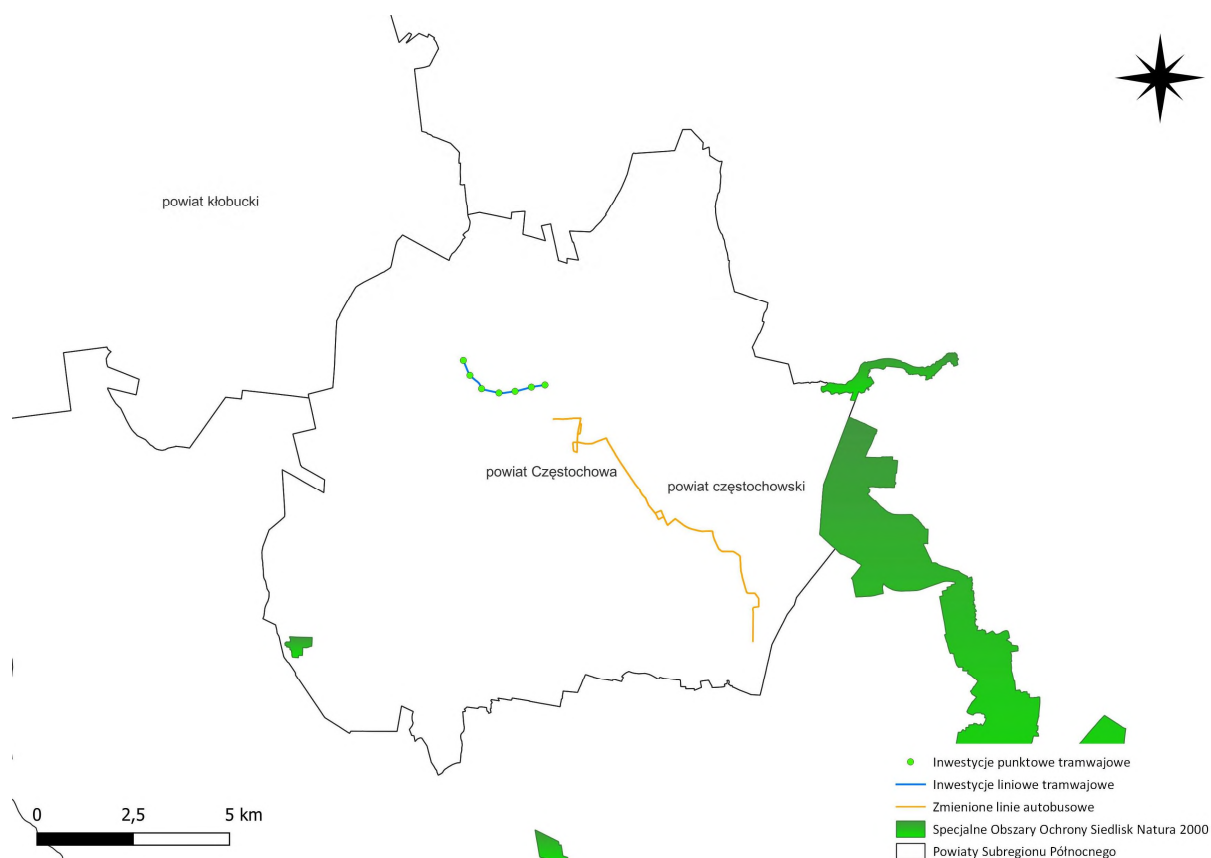 powiat kłobucki
powiat Częstochowa
powiat częstochowski
0 2,5 5 km
Inwestycje punktowe tramwajowe
Inwestycje liniowe tramwajowe
Zmienione linie autobusowe
Specjalne Obszary Ochrony Siedlisk Natura 2000
Powiaty Subregionu Północnego